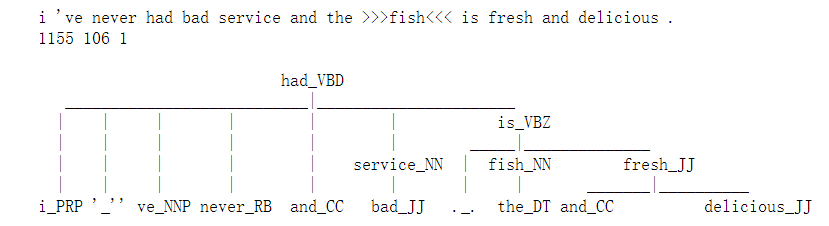 i 've never had bad service and the >>>fish<<< is fresh and delicious .
1155 106 1
had_VBD
is_VBZ
service_NN fish_NN fresh_JJ
i_PRP '_'' ve_NNP never_RB and_CC bad_JJ ._. the_DT and_CC delicious_JJ